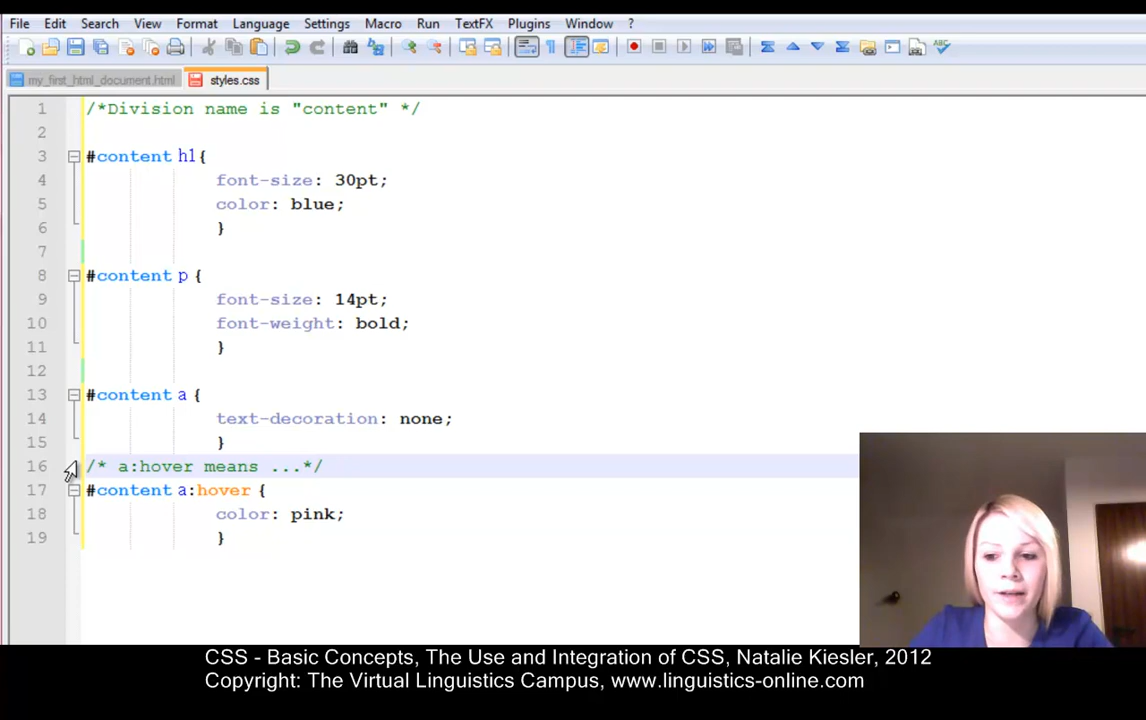 File Edit Search View Format Language Settings Macro Run TextFX Plugins Window ?
my_first_html_document.html styles.css
1 /*Division name is "content" */
2
3 #content h1{
4 font-size: 30pt;
5 color: blue;
6 }
7
8 #content p {
9 font-size: 14pt;
10 font-weight: bold;
11 }
12
13 #content a {
14 text-decoration: none;
15 }
16 /* a:hover means ...*/
17 #content a:hover {
18 color: pink;
19 }
CSS - Basic Concepts, The Use and Integration of CSS, Natalie Kiesler, 2012
Copyright: The Virtual Linguistics Campus, www.linguistics-online.com